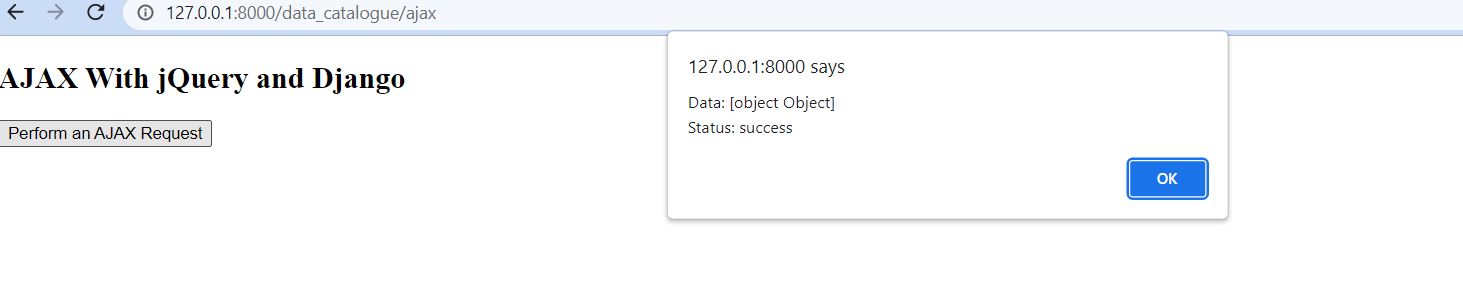 127.0.0.1:8000/data_catalogue/ajax
127.0.0.1:8000 says
Data: [object Object]
Status: success
OK
AJAX With jQuery and Django
Perform an AJAX Request